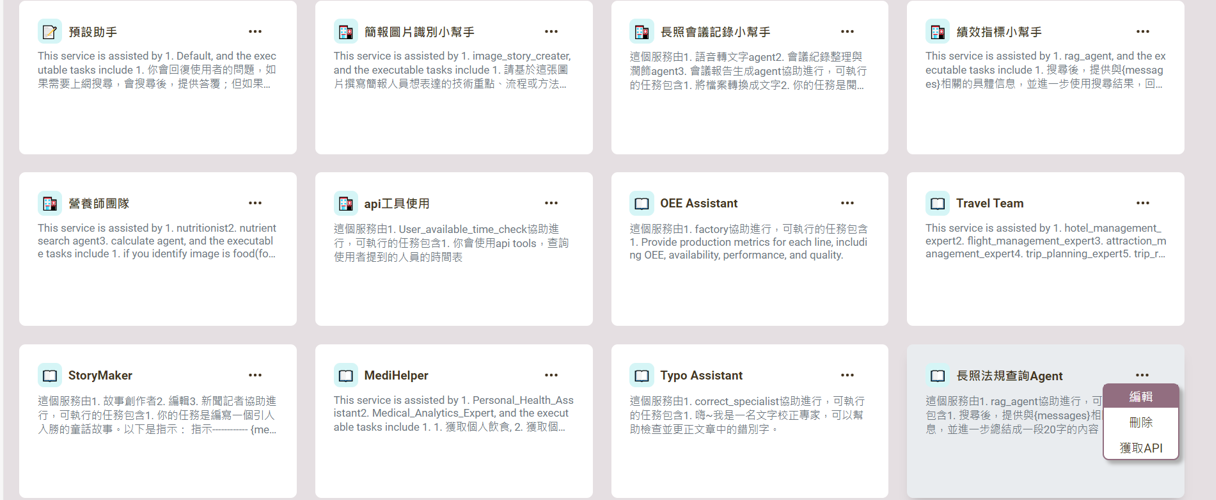 預設助手
This service is assisted by 1. Default, and the exec
utable tasks include 1. 你會回復使用者的問題，如
果需要上網搜尋，會搜尋後，提供答覆；但如果…
簡報圖片識別小幫手
This service is assisted by 1. image_story_creater,
and the executable tasks include 1. 請基於這張圖
片撰寫簡報人員想表達的技術重點、流程或方法…
長照會議記錄小幫手
這個服務由1. 語音轉文字agent2. 會議紀錄整理與
潤飾agent3. 會議報告生成agent協助進行，可執行
的任務包含1. 將檔案轉換成文字2. 你的任務是閱…
績效指標小幫手
This service is assisted by 1. rag_agent, and the ex
ecutable tasks include 1. 搜尋後，提供與{messag
es}相關的具體信息，並進一步使用搜尋結果，回…
營養師團隊
This service is assisted by 1. nutritionist2. nutrient
search agent3. calculate agent, and the executabl
e tasks include 1. if you identify image is food(fo…
api工具使用
這個服務由1. User_available_time_check協助進
行，可執行的任務包含1. 你會使用api tools，查詢
使用者提到的人員的時間表
OEE Assistant
這個服務由1. factory協助進行，可執行的任務包含
1. Provide production metrics for each line, includi
ng OEE, availability, performance, and quality.
Travel Team
This service is assisted by 1. hotel_management_
expert2. flight_management_expert3. attraction_m
anagement_expert4. trip_planning_expert5. trip_r…
StoryMaker
這個服務由1. 故事創作者2. 編輯3. 新聞記者協助進
行，可執行的任務包含1. 你的任務是編寫一個引人
入勝的童話故事。以下是指示： 指示------------ {me…
MediHelper
This service is assisted by 1. Personal_Health_Ass
istant2. Medical_Analytics_Expert, and the execut
able tasks include 1. 1. 獲取個人飲食, 2. 獲取個…
Typo Assistant
這個服務由1. correct_specialist協助進行，可執行
的任務包含1. 嗨~我是一名文字校正專家，可以幫
助檢查並更正文章中的錯別字。
長照法規查詢Agent
這個服務由1. rag_agent協助進行，可
包含1. 搜尋後，提供與{messages}相
息，並進一步總結成一段20字的內容
編輯
刪除
獲取API